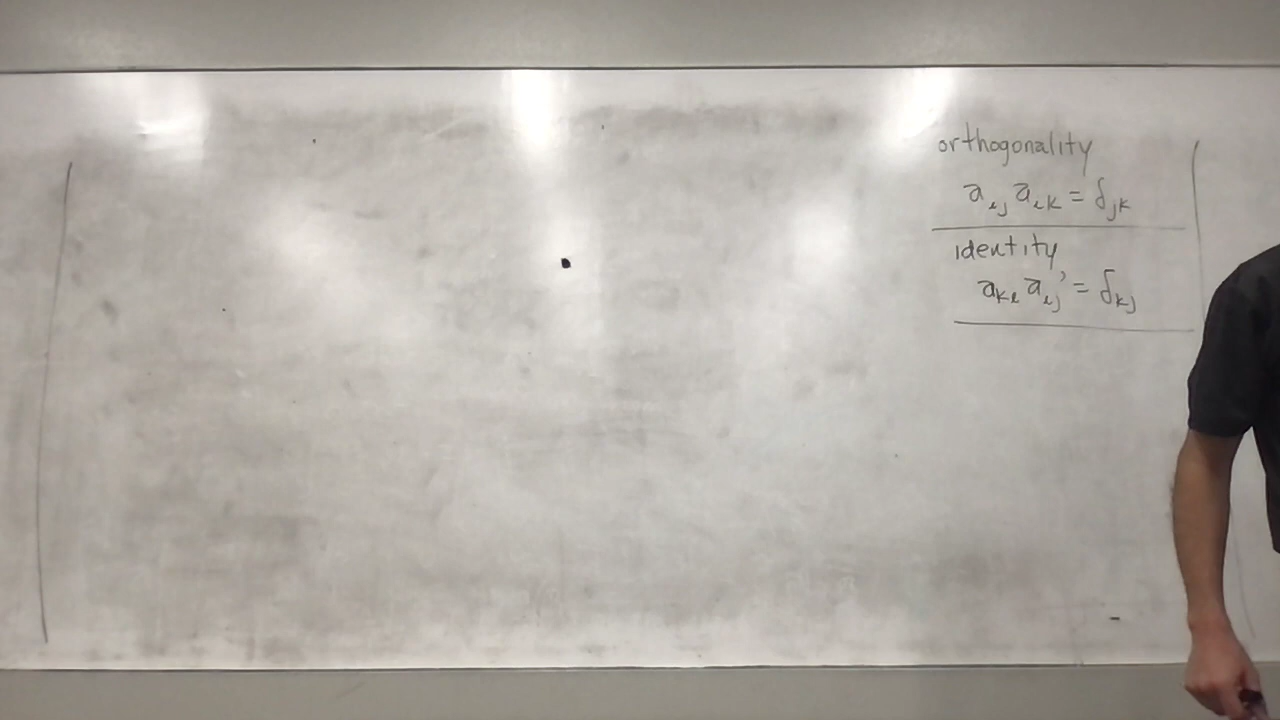 orthogonality
a_ij a_ik = δ_jk
identity
a_ki a_ij' = δ_kj